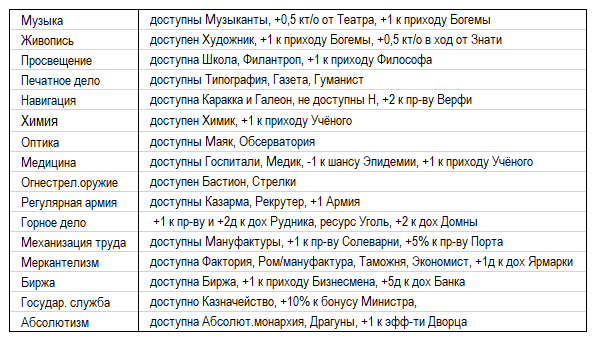 Музыка доступны Музыканты, +0,5 кт/о от Театра, +1 к приходу Богемы
Живопись доступен Художник, +1 к приходу Богемы, +0,5 кт/о в ход от Знати
Просвещение доступна Школа, Филантроп, +1 к приходу Философа
Печатное дело доступны Типография, Газета, Гуманист
Навигация доступна Каракка и Галеон, не доступны Н, +2 к пр-ву Верфи
Химия доступен Химик, +1 к приходу Учёного
Оптика доступны Маяк, Обсерватория
Медицина доступны Госпитали, Медик, -1 к шансу Эпидемии, +1 к приходу Учёного
Огнестрел.оружие доступен Бастион, Стрелки
Регулярная армия доступны Казарма, Рекрутер, +1 Армия
Горное дело +1 к пр-ву и +2д к дох Рудника, ресурс Уголь, +2 к дох Домны
Механизация труда доступны Мануфактуры, +1 к пр-ву Солеварни, +5% к пр-ву Порта
Меркантелизм доступна Фактория, Ром/мануфактура, Таможня, Экономист, +1д к дох Ярмарки
Биржа доступна Биржа, +1 к приходу Бизнесмена, +5д к дох Банка
Государ. служба доступно Казначейство, +10% к бонусу Министра,
Абсолютизм доступна Абсолют.монархия, Драгуны, +1 к эфф-ти Дворца